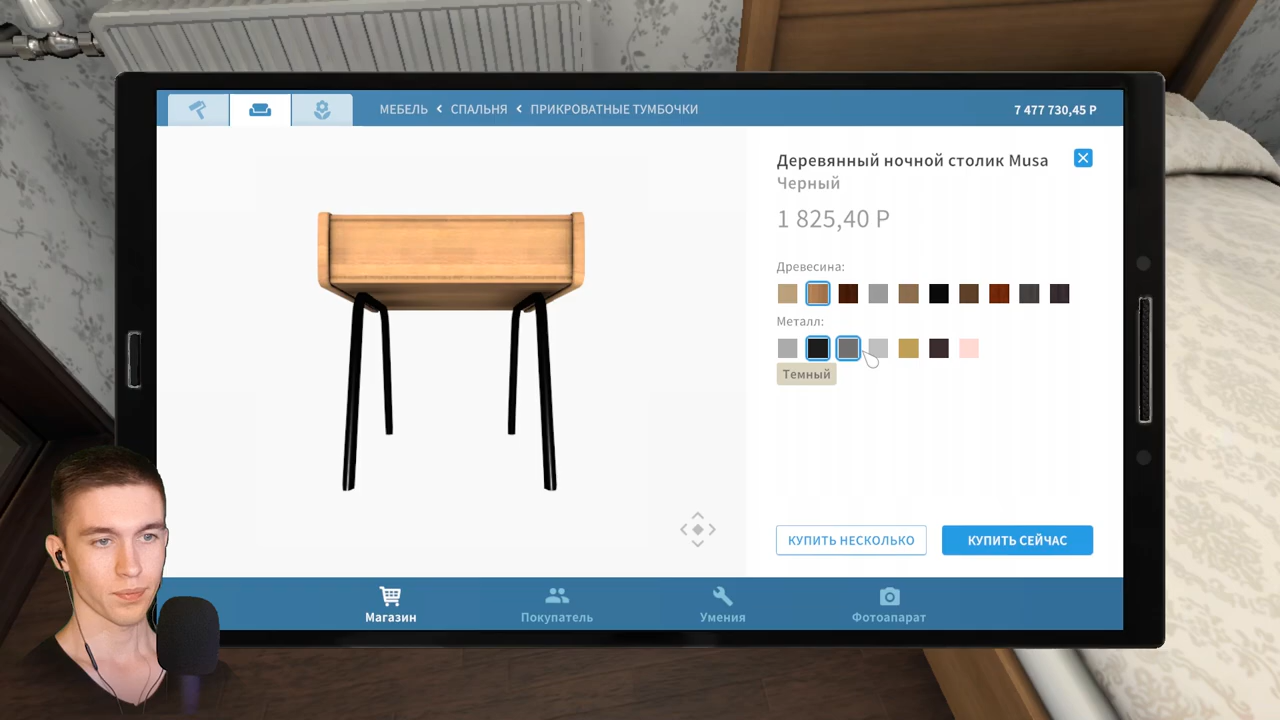 МЕБЕЛЬ < СПАЛЬНЯ < ПРИКРОВАТНЫЕ ТУМБОЧКИ
7 477 730,45 Р
Деревянный ночной столик Musa
Черный
1 825,40 Р
Древесина:
Металл:
Темный
КУПИТЬ НЕСКОЛЬКО
КУПИТЬ СЕЙЧАС
Магазин
Покупатель
Умения
Фотоапарат